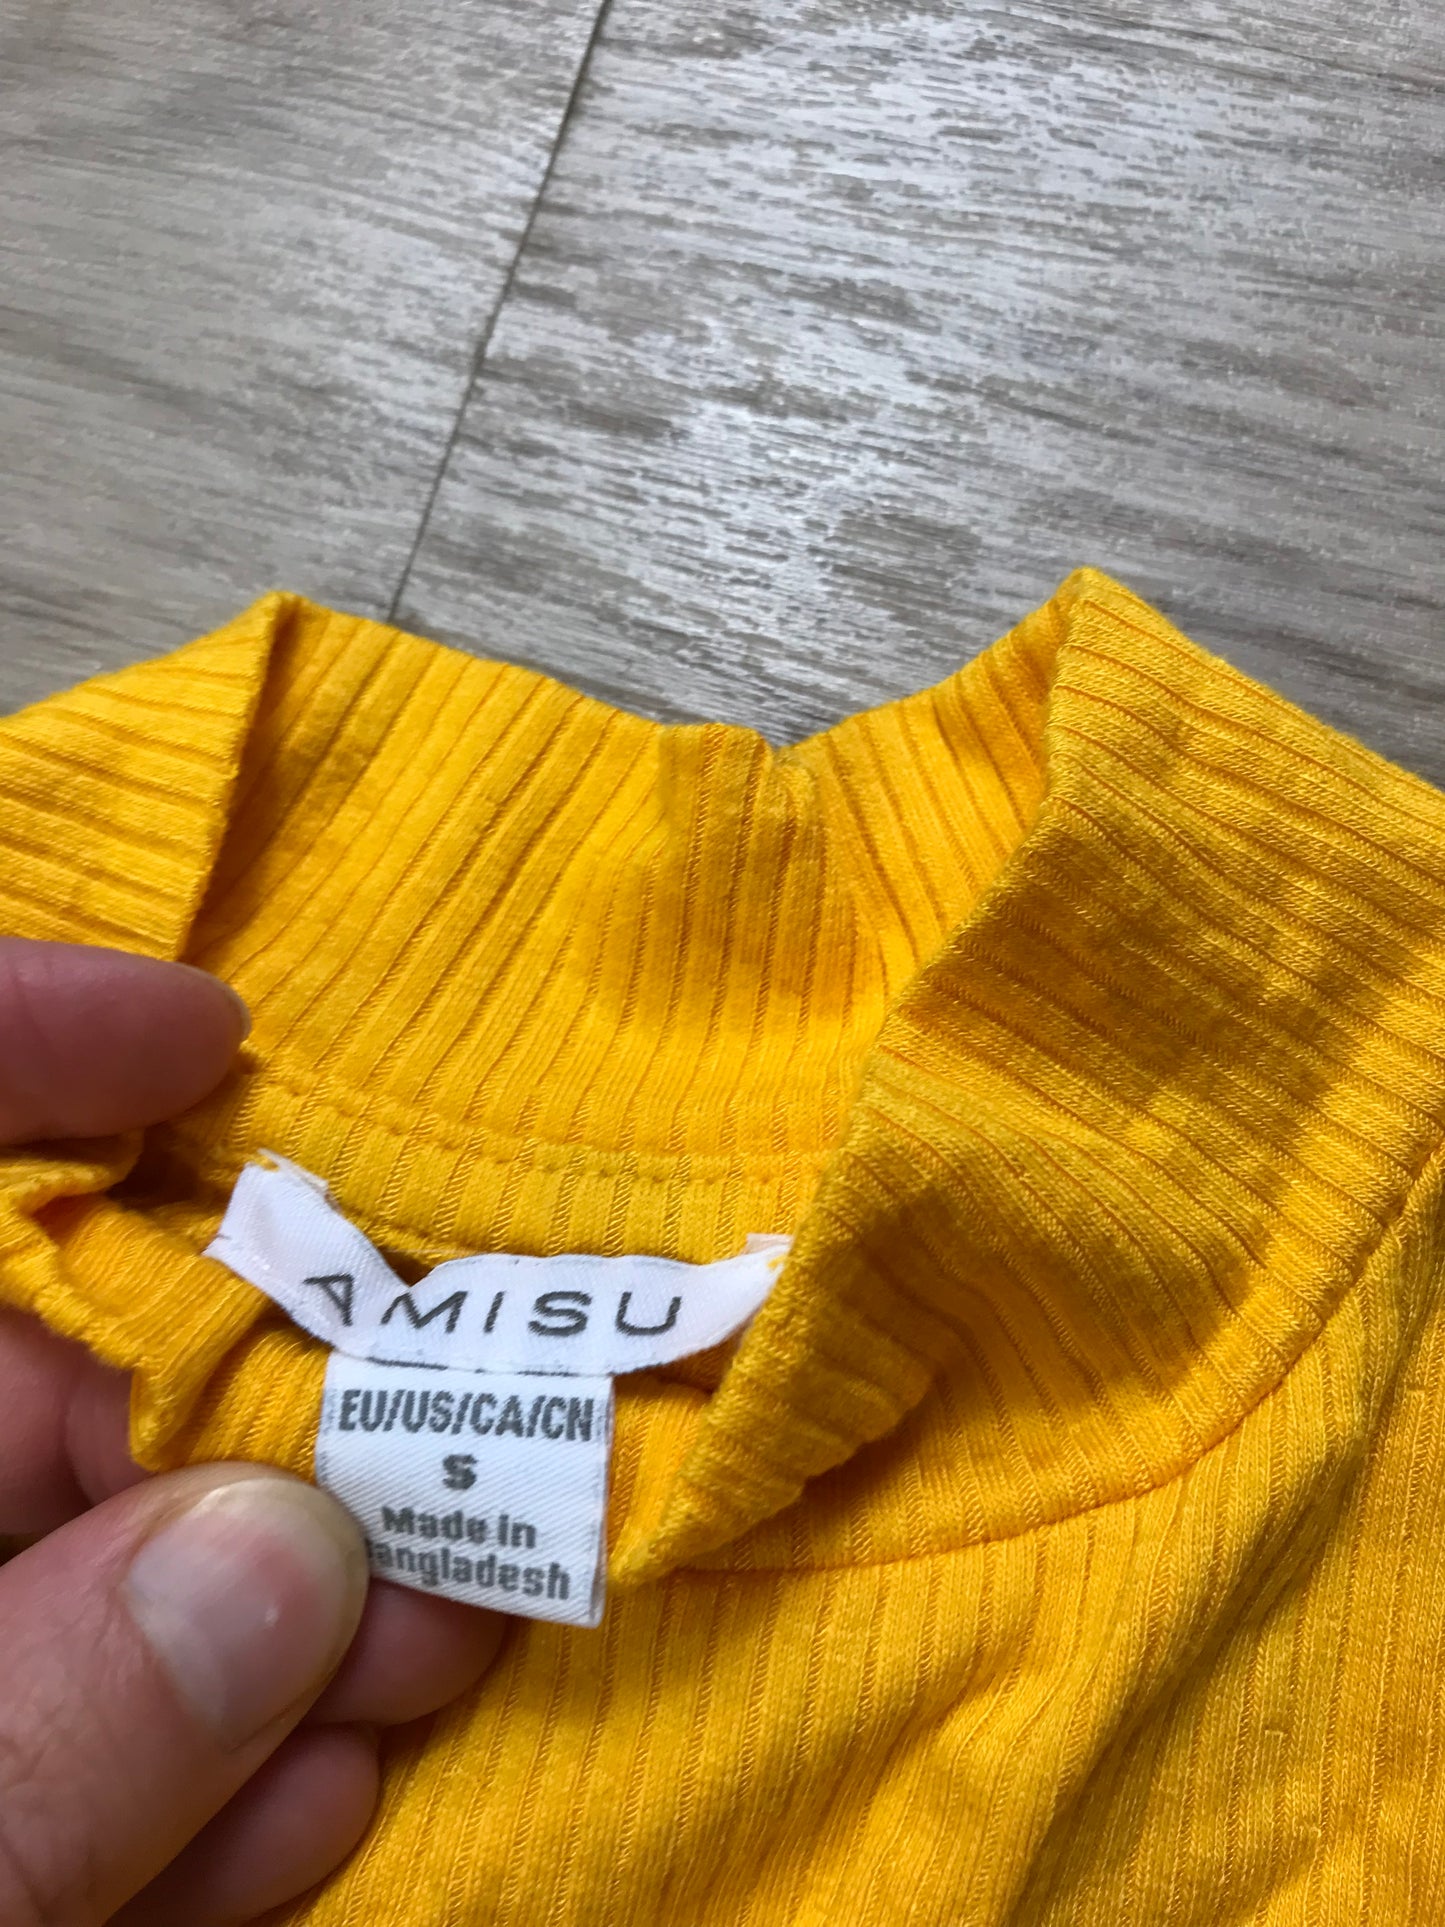 AMISU
EU/US/CA/CN
S
Made in
angladesh